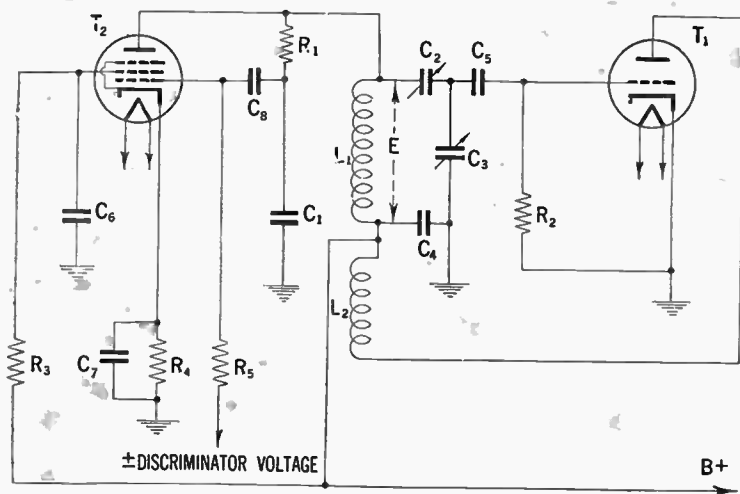 T₂
R₁
C₂
C₅
T₁
C₈
L₁
E
C₃
C₆
C₁
C₄
R₂
L₂
R₃
C₇
R₄
R₅
±DISCRIMINATOR VOLTAGE
B+